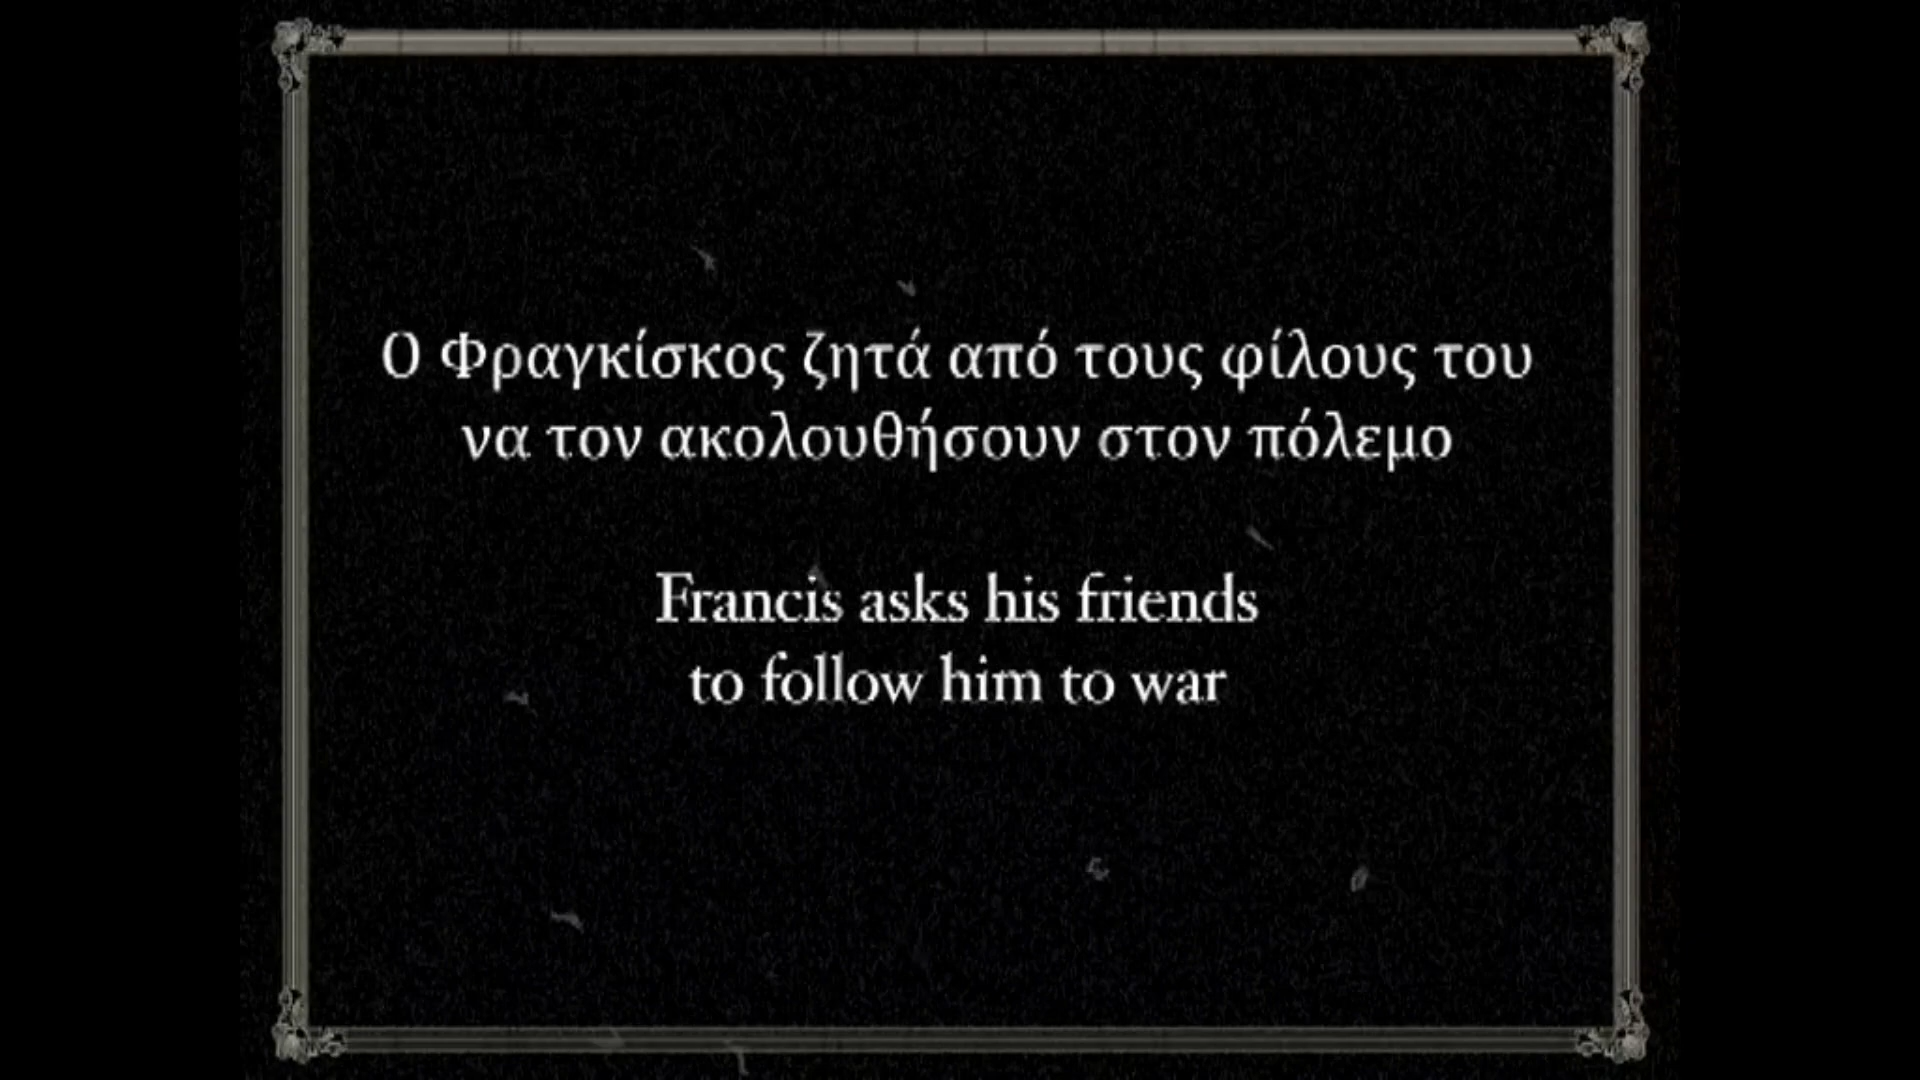 Ο Φραγκίσκος ζητά από τους φίλους του
να τον ακολουθήσουν στον πόλεμο
Francis asks his friends
to follow him to war